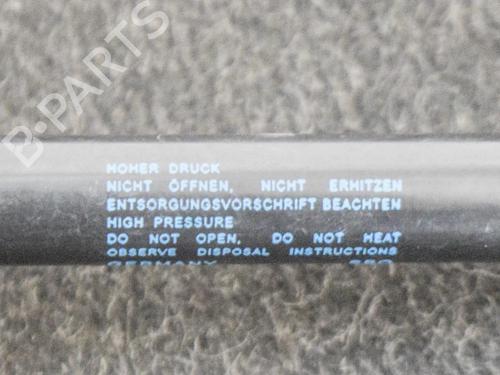 B-PARTS
HOHER DRUCK
NICHT ÖFFNEN, NICHT ERHITZEN
ENTSORGUNGSVORSCHRIFT BEACHTEN
HIGH PRESSURE
DO NOT OPEN, DO NOT HEAT
OBSERVE DISPOSAL INSTRUCTIONS
GERMANY